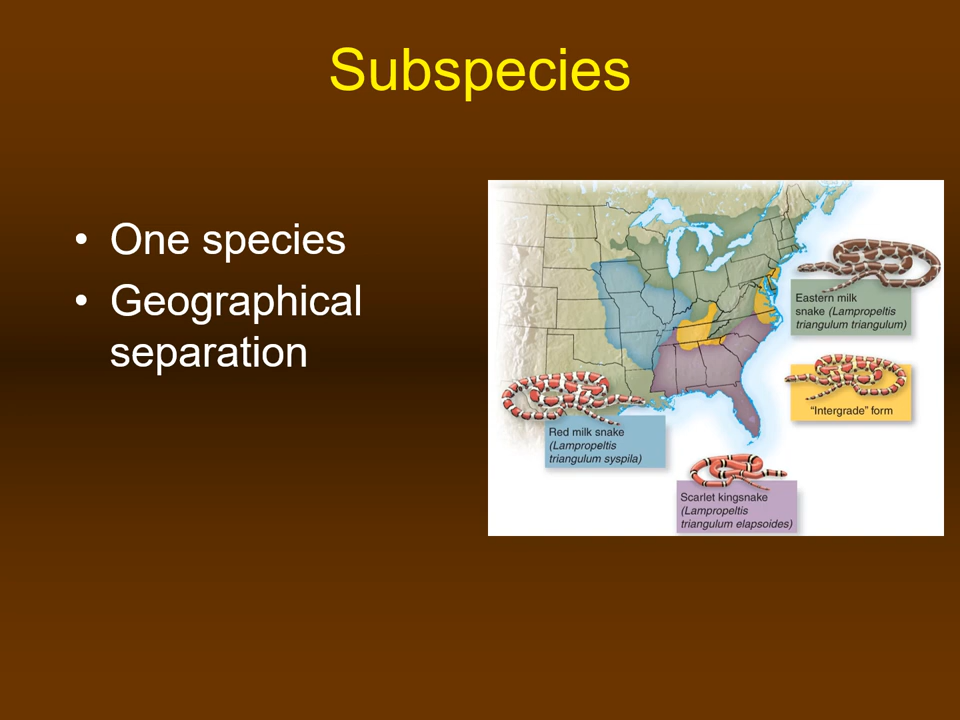 Subspecies
• One species
• Geographical
separation
Eastern milk
snake (Lampropeltis
triangulum triangulum)
"Intergrade" form
Red milk snake
(Lampropeltis
triangulum syspila)
Scarlet kingsnake
(Lampropeltis
triangulum elapsoides)